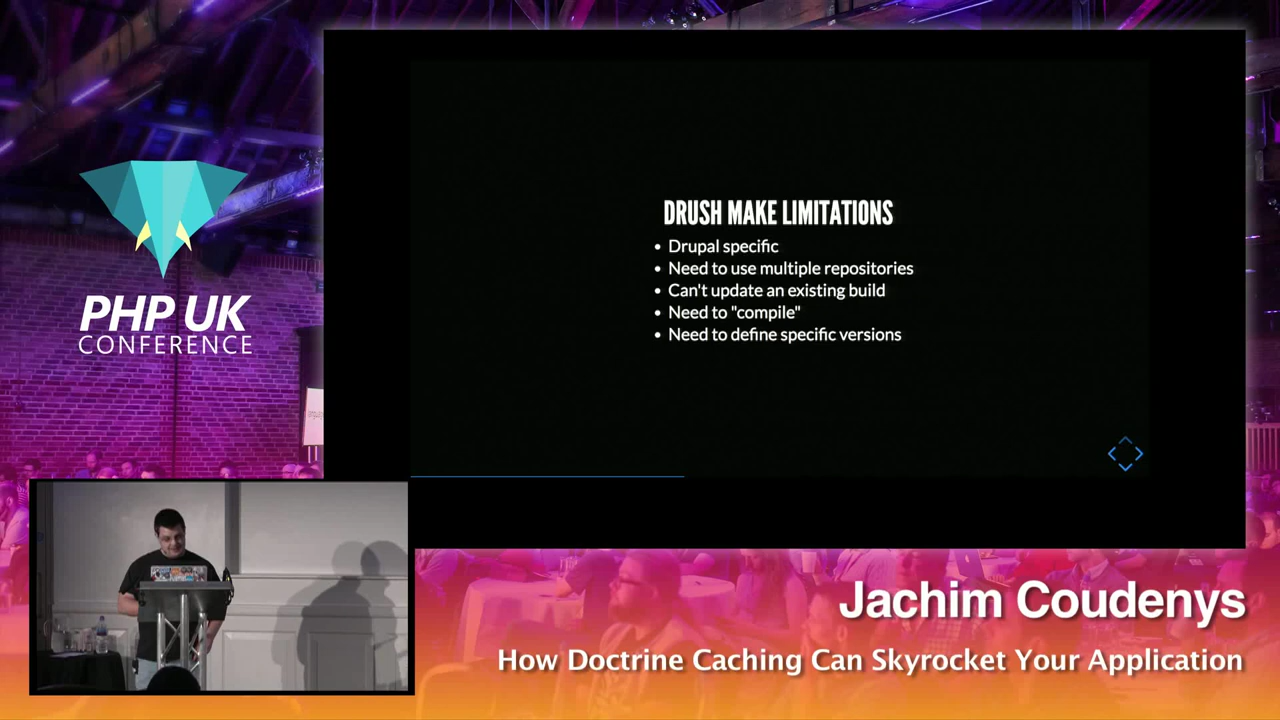 PHP UK
CONFERENCE
DRUSH MAKE LIMITATIONS
• Drupal specific
• Need to use multiple repositories
• Can't update an existing build
• Need to "compile"
• Need to define specific versions
Jachim Coudenys
How Doctrine Caching Can Skyrocket Your Application